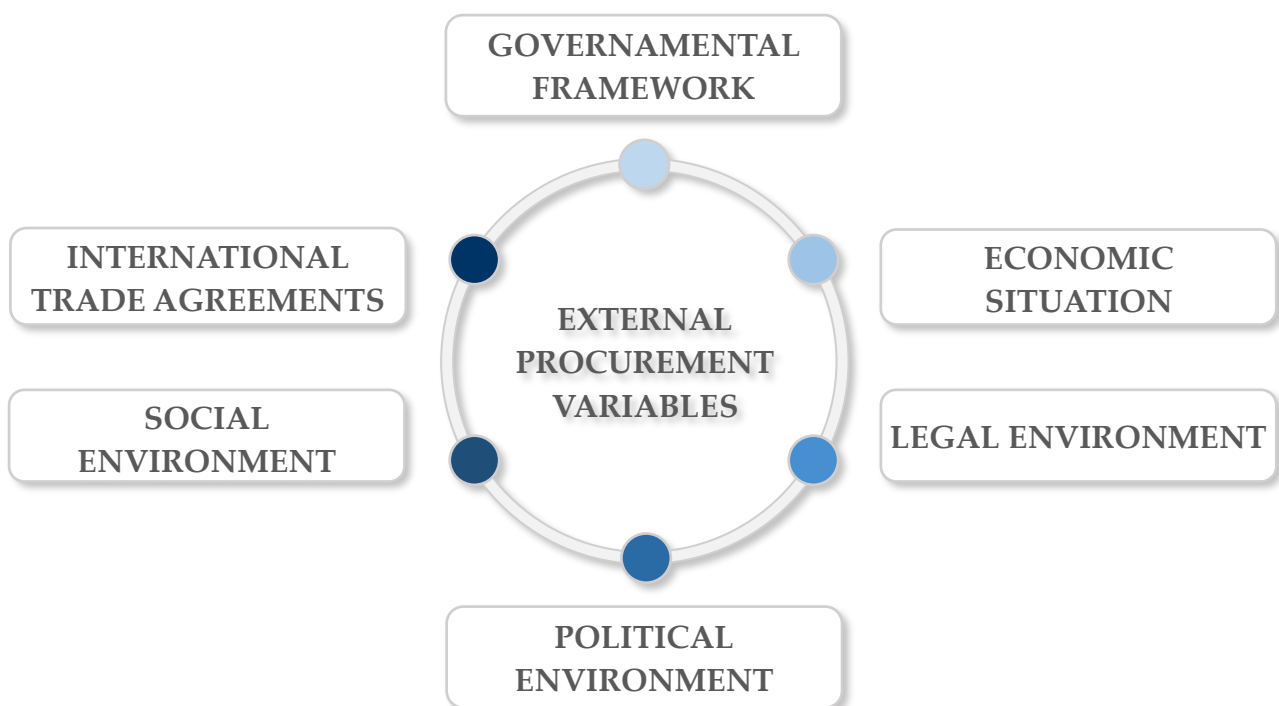 GOVERNAMENTAL
FRAMEWORK
INTERNATIONAL
TRADE AGREEMENTS
ECONOMIC
SITUATION
EXTERNAL
PROCUREMENT
VARIABLES
SOCIAL
ENVIRONMENT
LEGAL ENVIRONMENT
POLITICAL
ENVIRONMENT